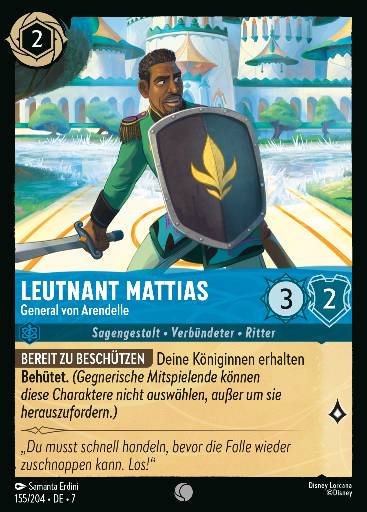 2
LEUTNANT MATTIAS
General von Arendelle
3
2
Sagengestalt • Verbündeter • Ritter
BEREIT ZU BESCHÜTZEN Deine Königinnen erhalten
Behütet. (Gegnerische Mitspielende können
diese Charaktere nicht auswählen, außer um sie
herauszufordern.)
„Du musst schnell handeln, bevor die Falle wieder
zuschnappen kann. Los!“
Samanta Erdini
155/204 • DE • 7
Disney Lorcana
©Disney